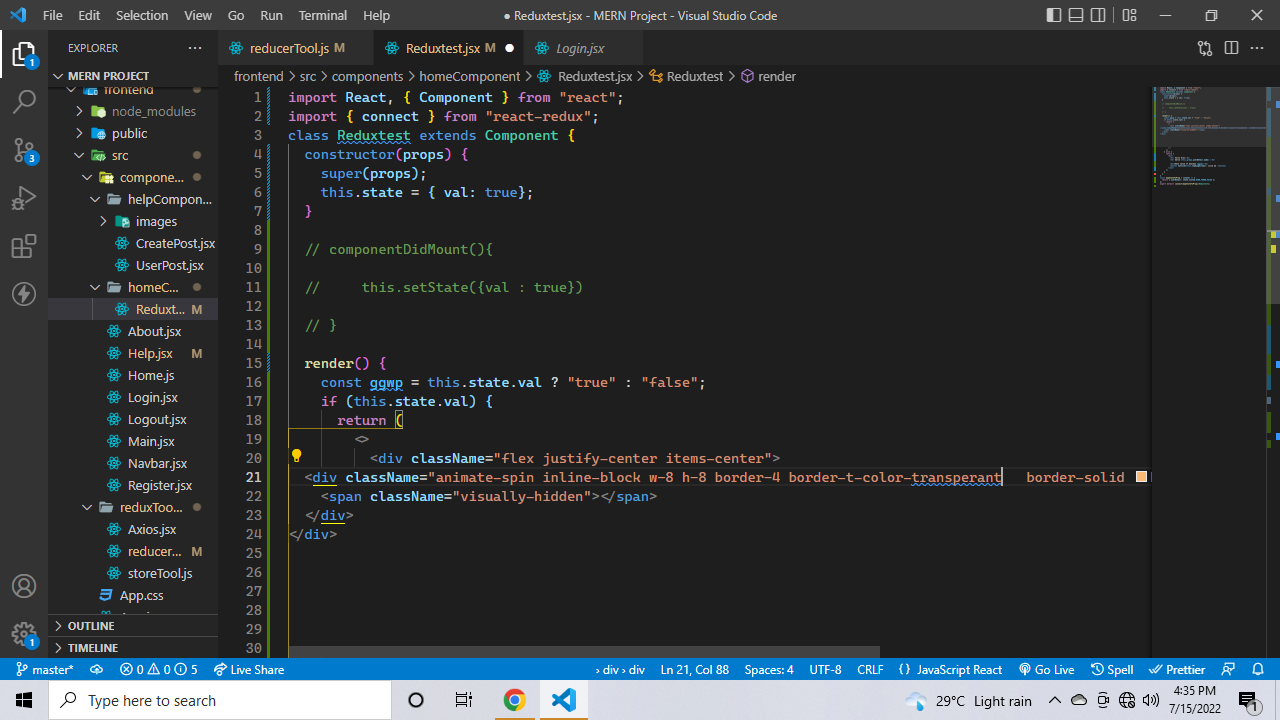 File Edit Selection View Go Run Terminal Help
● Reduxtest.jsx - MERN Project - Visual Studio Code
EXPLORER
MERN PROJECT
frontend
node_modules
public
src
compone...
helpCompon...
images
CreatePost.jsx
UserPost.jsx
homeC...
Reduxt... M
About.jsx
Help.jsx M
Home.js
Login.jsx
Logout.jsx
Main.jsx
Navbar.jsx
Register.jsx
reduxToo...
Axios.jsx
reducer... M
storeTool.js
App.css
OUTLINE
TIMELINE
reducerTool.js M
Reduxtest.jsx M
Login.jsx
frontend > src > components > homeComponent > Reduxtest.jsx > Reduxtest > render
1 import React, { Component } from "react";
2 import { connect } from "react-redux";
3 class Reduxtest extends Component {
4 constructor(props) {
5 super(props);
6 this.state = { val: true};
7 }
8
9 // componentDidMount(){
10
11 // this.setState({val : true})
12
13 // }
14
15 render() {
16 const ggwp = this.state.val ? "true" : "false";
17 if (this.state.val) {
18 return (
19 <>
20 <div className="flex justify-center items-center">
21 <div className="animate-spin inline-block w-8 h-8 border-4 border-t-color-transperant border-solid
22 <span className="visually-hidden"></span>
23 </div>
24 </div>
25
26
27
28
29
30
1
3
1
master* 0 0 5 Live Share
› div › div Ln 21, Col 88 Spaces: 4 UTF-8 CRLF {} JavaScript React Go Live Spell Prettier
Type here to search
29°C Light rain
4:35 PM
7/15/2022
1